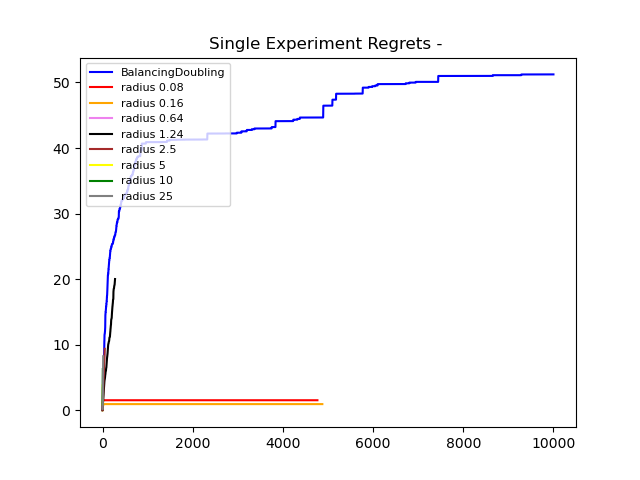 Single Experiment Regrets -
BalancingDoubling
radius 0.08
radius 0.16
radius 0.64
radius 1.24
radius 2.5
radius 5
radius 10
radius 25
50
40
30
20
10
0
0 2000 4000 6000 8000 10000